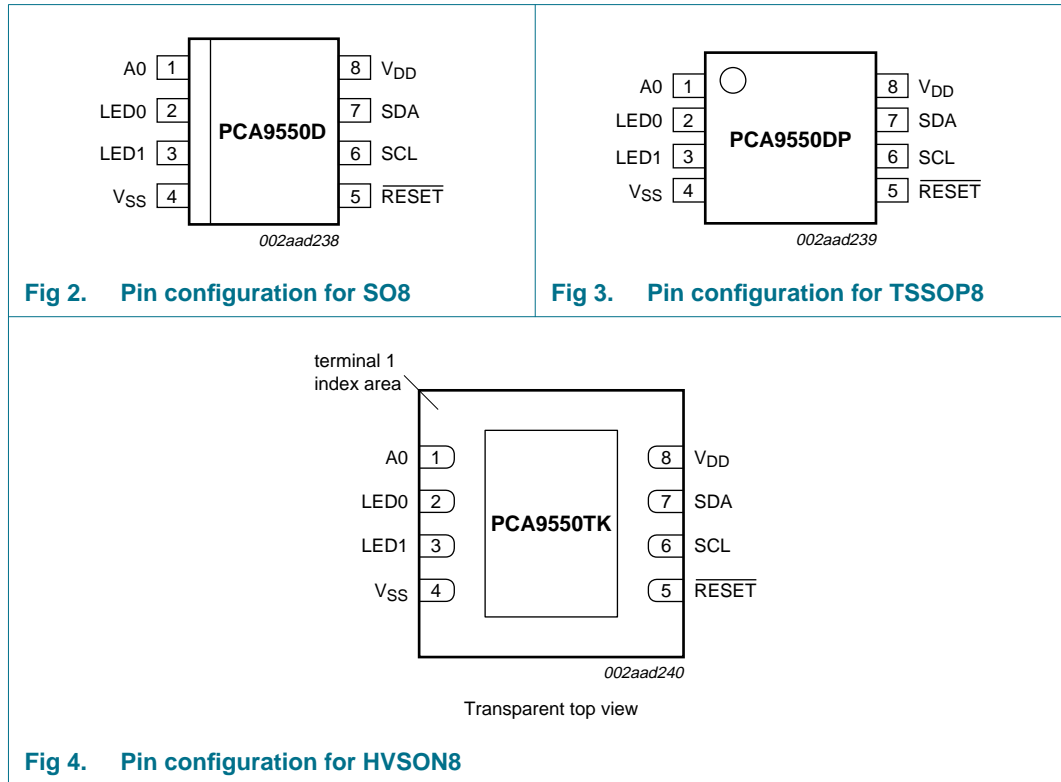 A0 1 8 VDD
LED0 2 7 SDA
PCA9550D
LED1 3 6 SCL
VSS 4 5 RESET
002aad238
Fig 2. Pin configuration for SO8
A0 1 8 VDD
LED0 2 7 SDA
PCA9550DP
LED1 3 6 SCL
VSS 4 5 RESET
002aad239
Fig 3. Pin configuration for TSSOP8
terminal 1
index area
A0 1 8 VDD
LED0 2 7 SDA
PCA9550TK
LED1 3 6 SCL
VSS 4 5 RESET
002aad240
Transparent top view
Fig 4. Pin configuration for HVSON8